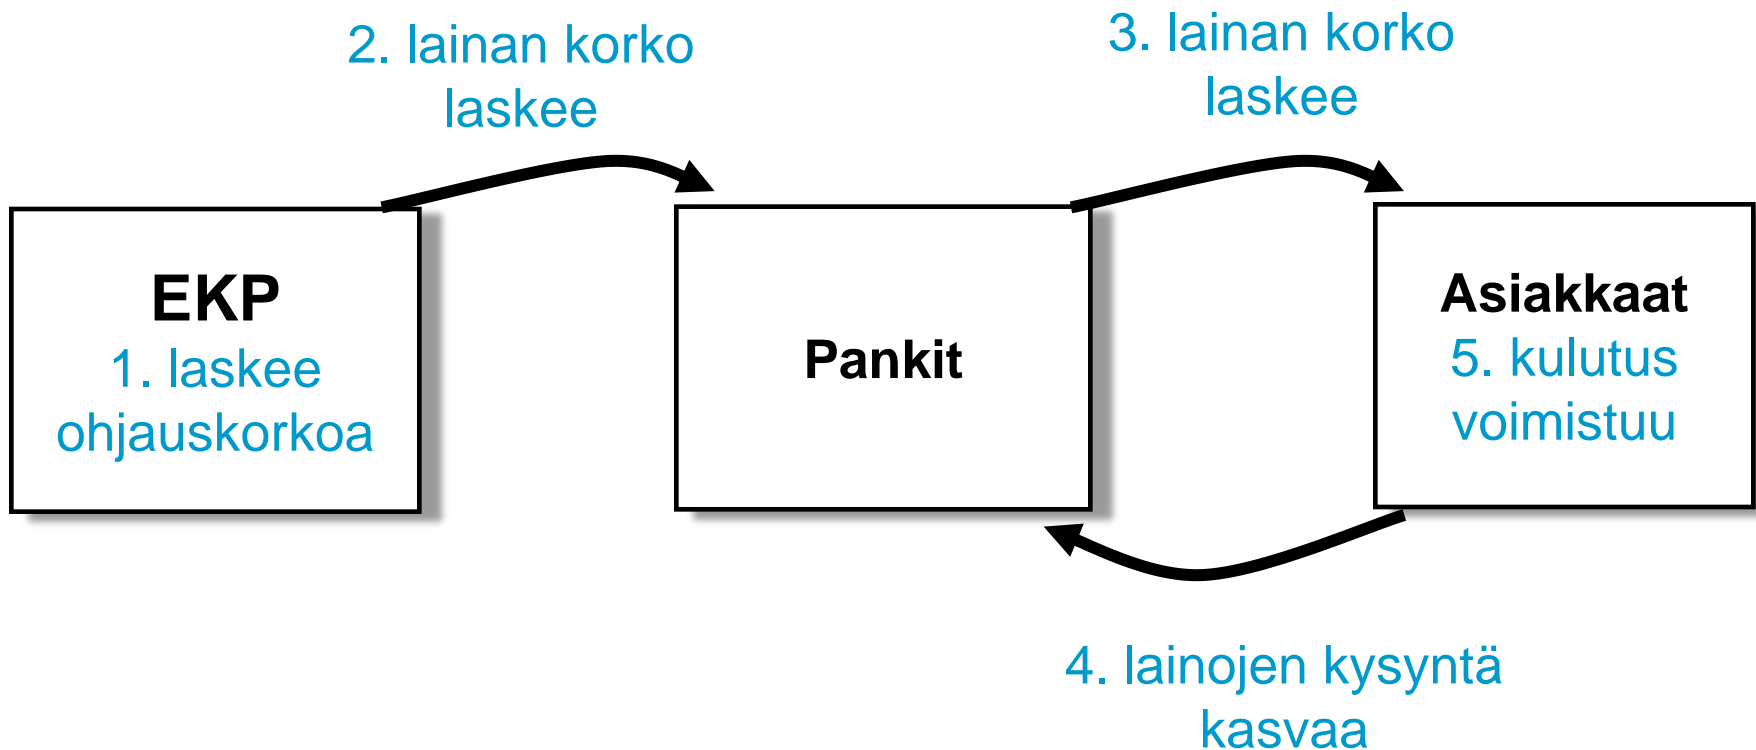 2. lainan korko
laskee
3. lainan korko
laskee
EKP
1. laskee
ohjauskorkoa
Pankit
Asiakkaat
5. kulutus
voimistuu
4. lainojen kysyntä
kasvaa